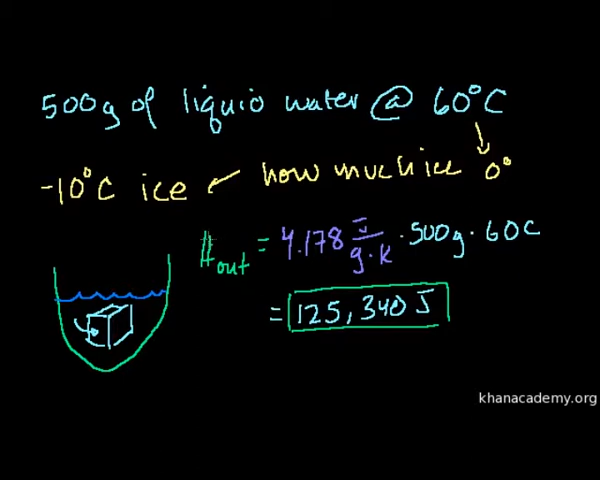 500g of liquid water @ 60°C
-10°C ice how much ice 0°
Hout = 4.178 J/g·K · 500g · 60C
= 125,340 J
khanacademy.org